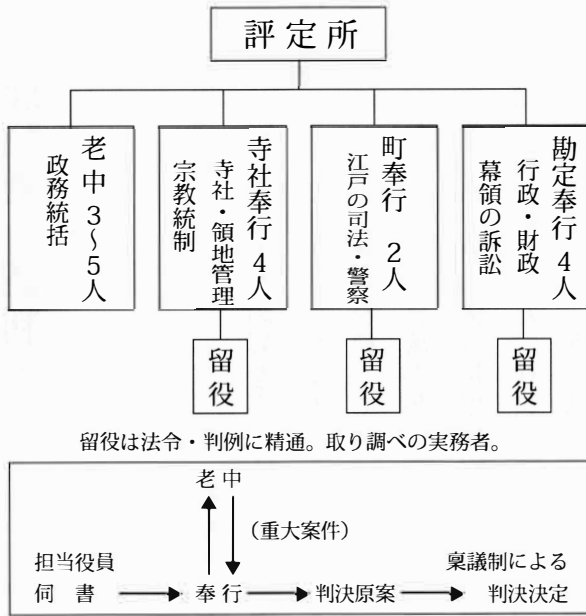 評定所
勘定奉行 4人
行政・財政
幕領の訴訟
町奉行 2人
江戸の司法・警察
寺社奉行 4人
寺社・領地管理
宗教統制
老中 3〜5人
政務統括
留役
留役
留役
留役は法令・判例に精通。取り調べの実務者。
老中
(重大案件)
担当役員
稟議制による
伺書
奉行
判決原案
判決決定